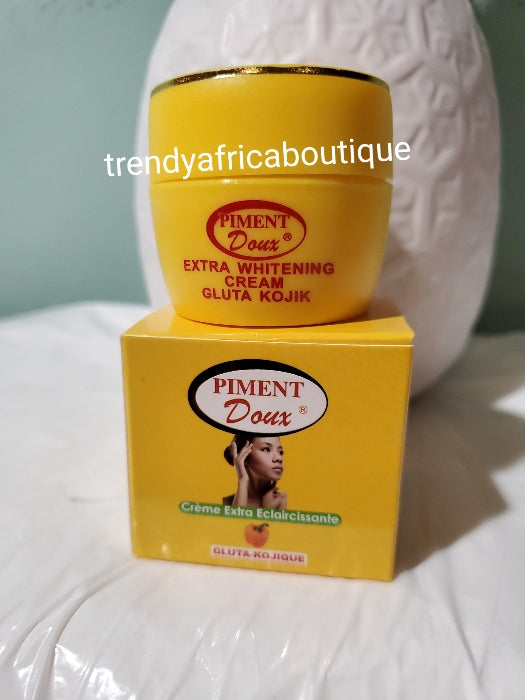 trendyafricaboutique
PIMENT
Doux ®
EXTRA WHITENING
CREAM
GLUTA KOJIK
PIMENT
Doux ®
Crème Extra Eclaircissante
GLUTA-KOJIQUE